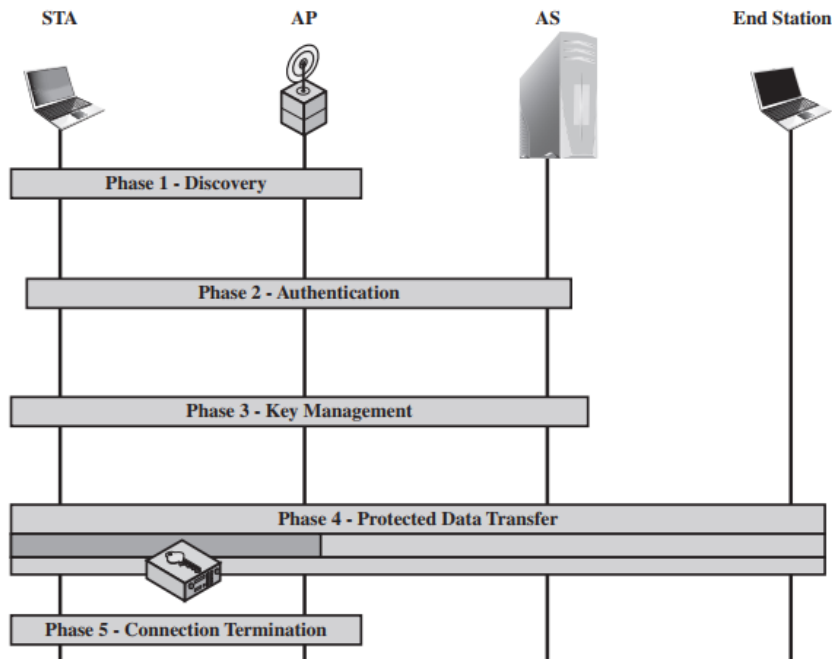 STA AP AS End Station
Phase 1 - Discovery
Phase 2 - Authentication
Phase 3 - Key Management
Phase 4 - Protected Data Transfer
Phase 5 - Connection Termination